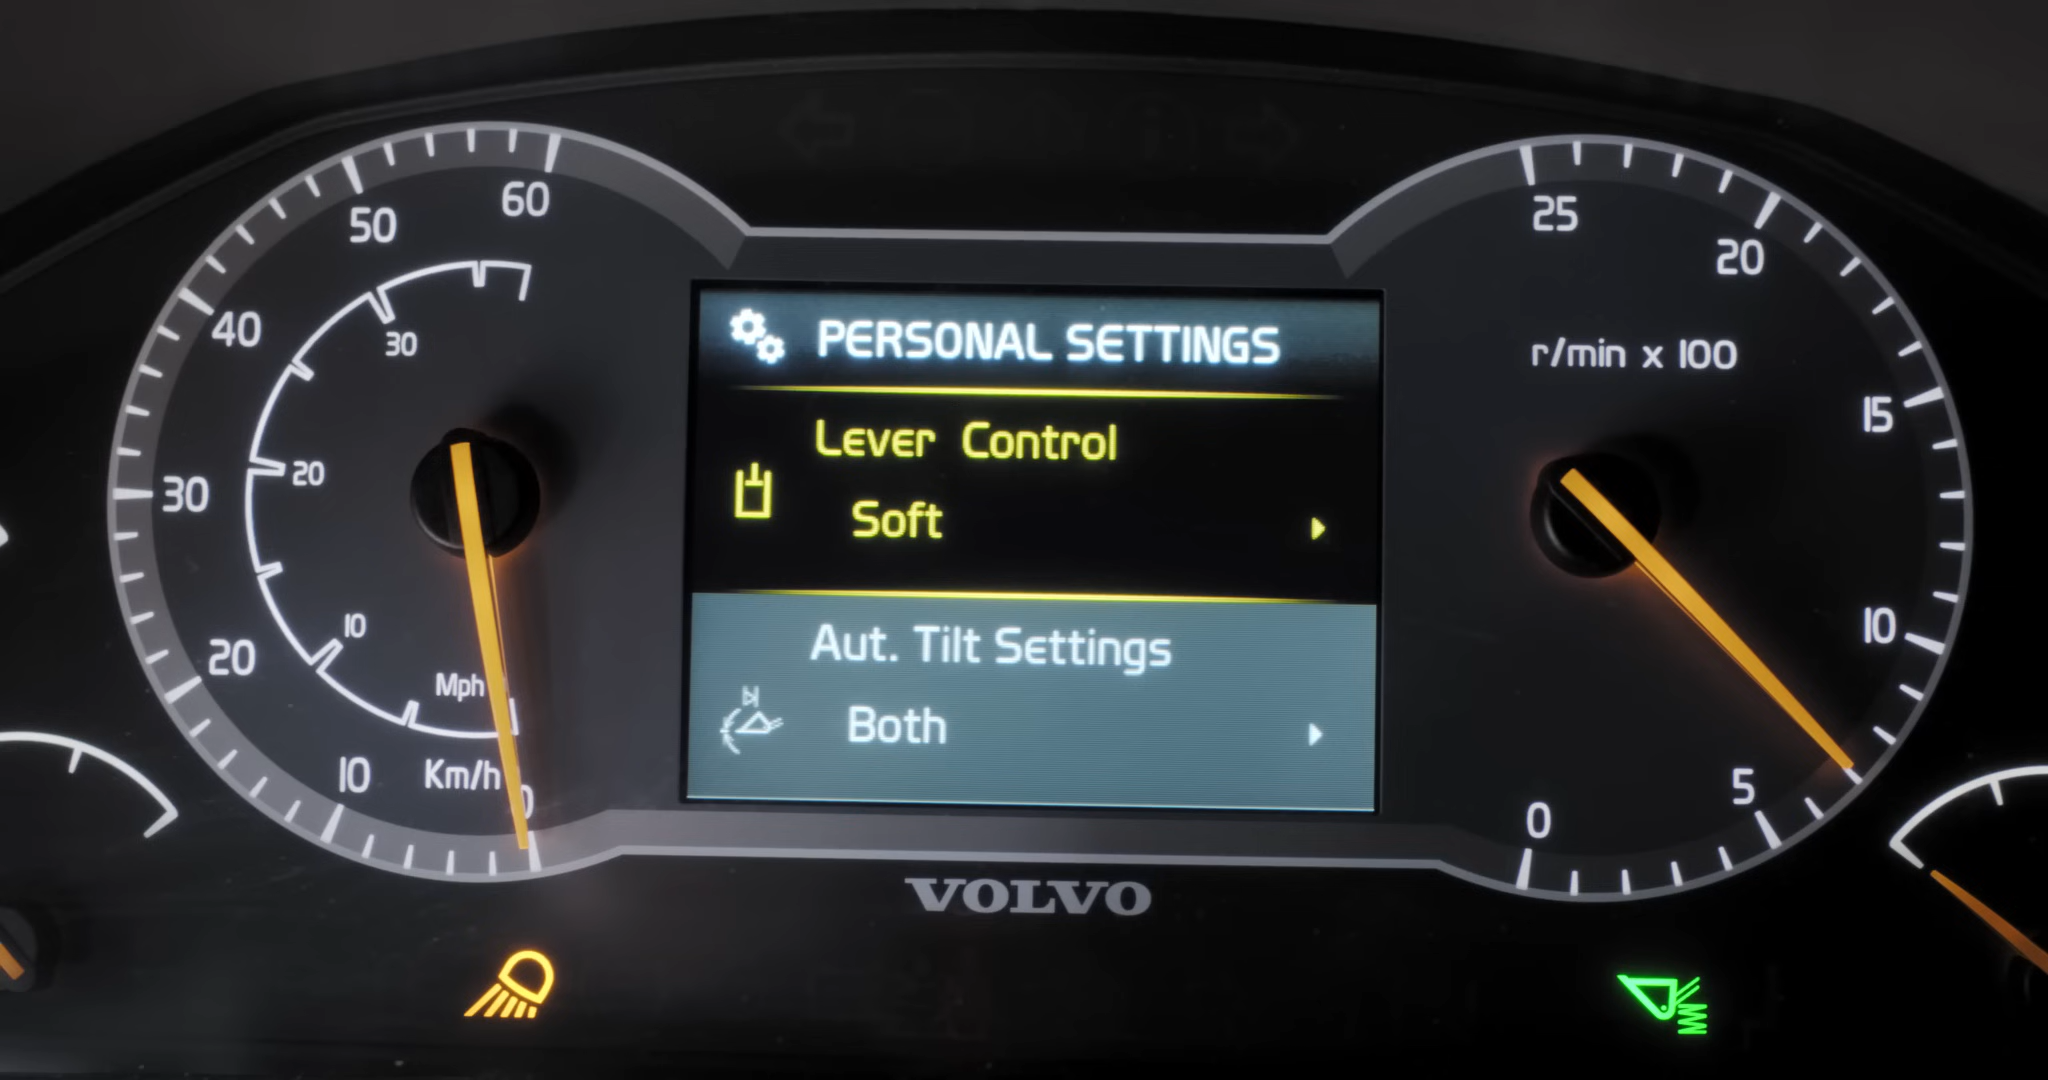 60
50
40
30
20
10
0
30
20
10
Mph
Km/h
PERSONAL SETTINGS
Lever Control
Soft
Aut. Tilt Settings
Both
25
20
r/min x 100
15
10
5
0
VOLVO